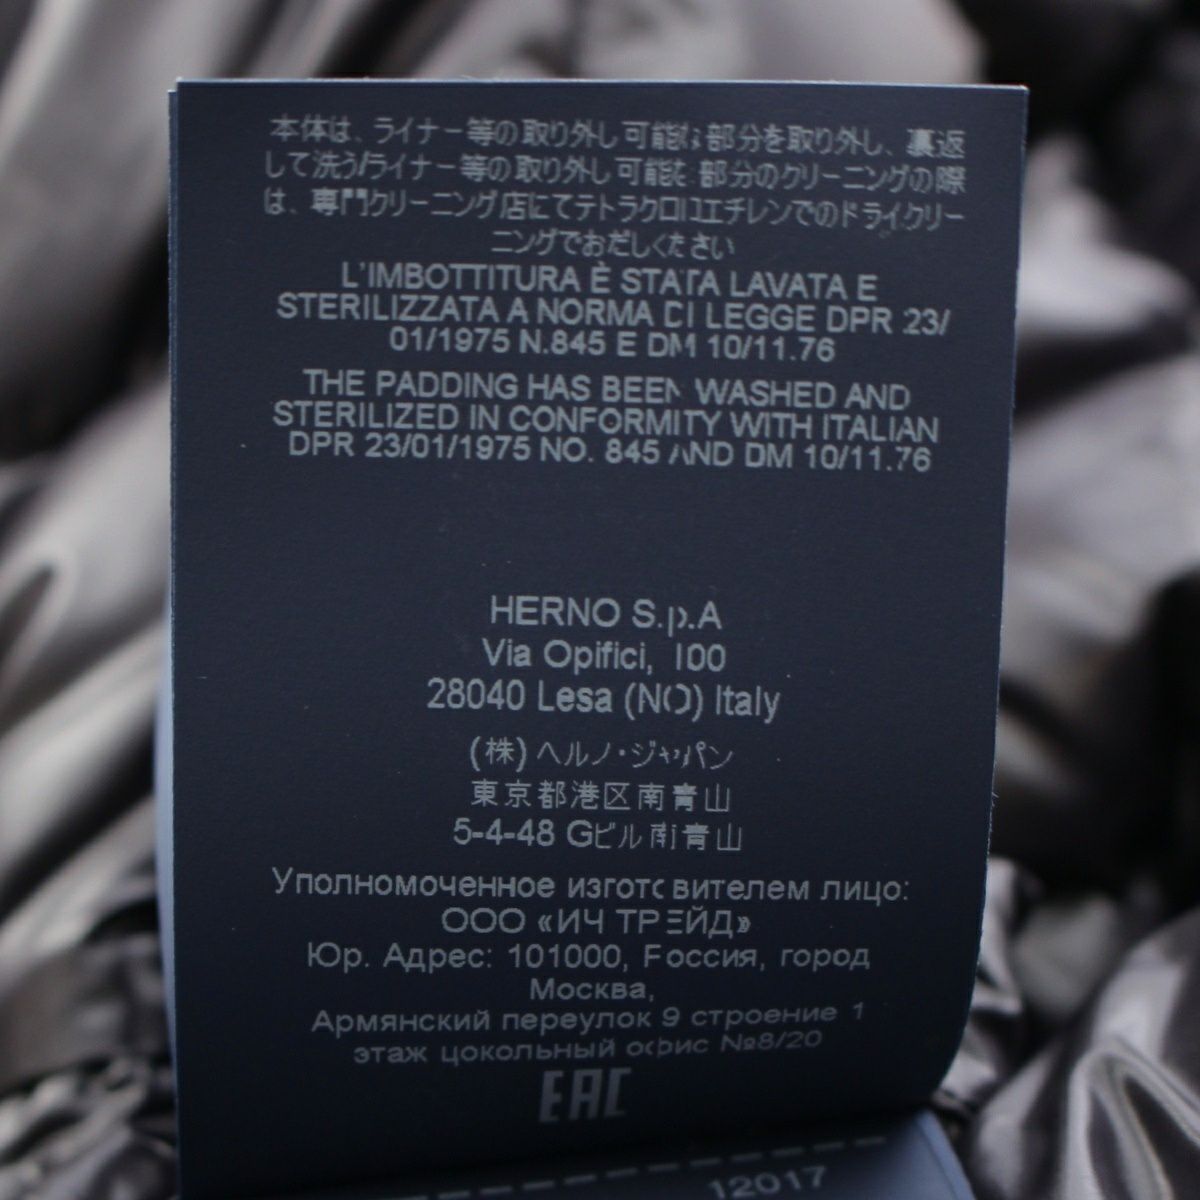 本体は、ライナー等の取り外し可能な部分を取り外し、裏返
して洗う/ライナー等の取り外し可能な部分のクリーニングの際
は、専門クリーニング店にてテトラクロロエチレンでのドライクリー
ニングでおだしください
L'IMBOTTITURA È STATA LAVATA E
STERILIZZATA A NORMA DI LEGGE DPR 23/
01/1975 N.845 E DM 10/11.76
THE PADDING HAS BEEN WASHED AND
STERILIZED IN CONFORMITY WITH ITALIAN
DPR 23/01/1975 NO. 845 AND DM 10/11.76
HERNO S.p.A
Via Opifici, 100
28040 Lesa (NO) Italy
(株) ヘルノ・ジャパン
東京都港区南青山
5-4-48 Gビル南青山
Уполномоченное изготовителем лицо:
ООО «ИЧ ТРЕЙД»
Юр. Адрес: 101000, Россия, город
Москва,
Армянский переулок 9 строение 1
этаж цокольный офис №8/20
EAC
12017